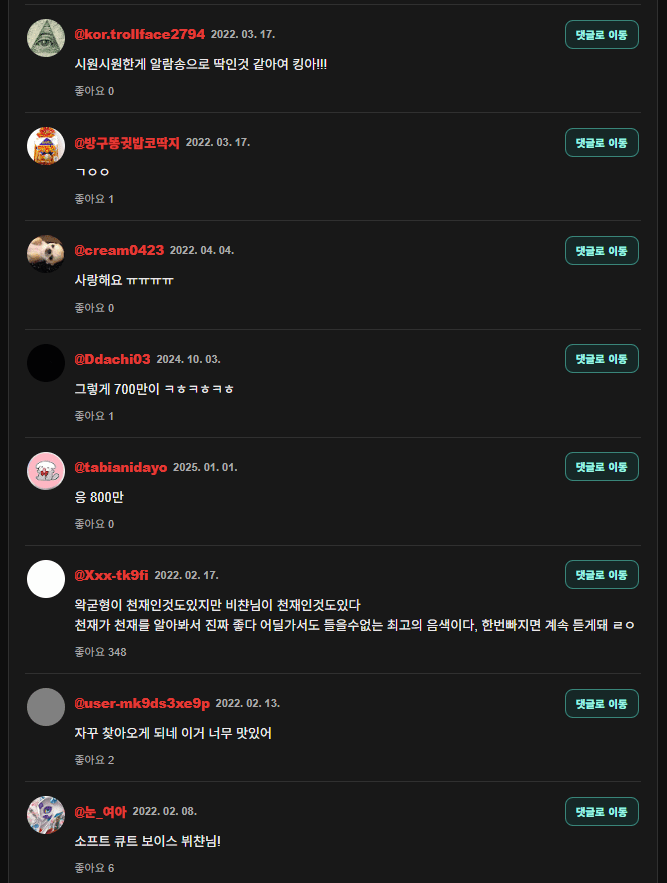 @kor.trollface2794 2022. 03. 17. 댓글로 이동
시원시원한게 알람송으로 딱인것 같아여 킹아!!!
좋아요 0
@방구똥귓밥코딱지 2022. 03. 17. 댓글로 이동
ㄱㅇㅇ
좋아요 1
@cream0423 2022. 04. 04. 댓글로 이동
사랑해요 ㅠㅠㅠㅠ
좋아요 0
@Ddachi03 2024. 10. 03. 댓글로 이동
그렇게 700만이 ㅋㅎㅋㅎㅋㅎ
좋아요 1
@tabianidayo 2025. 01. 01. 댓글로 이동
응 800만
좋아요 0
@Xxx-tk9fi 2022. 02. 17. 댓글로 이동
왁굳형이 천재인것도있지만 비챤님이 천재인것도있다
천재가 천재를 알아봐서 진짜 좋다 어딜가서도 들을수없는 최고의 음색이다, 한번빠지면 계속 듣게돼 ㄹㅇ
좋아요 348
@user-mk9ds3xe9p 2022. 02. 13. 댓글로 이동
자꾸 찾아오게 되네 이거 너무 맛있어
좋아요 2
@눈_여아 2022. 02. 08. 댓글로 이동
소프트 큐트 보이스 뷔챤님!
좋아요 6